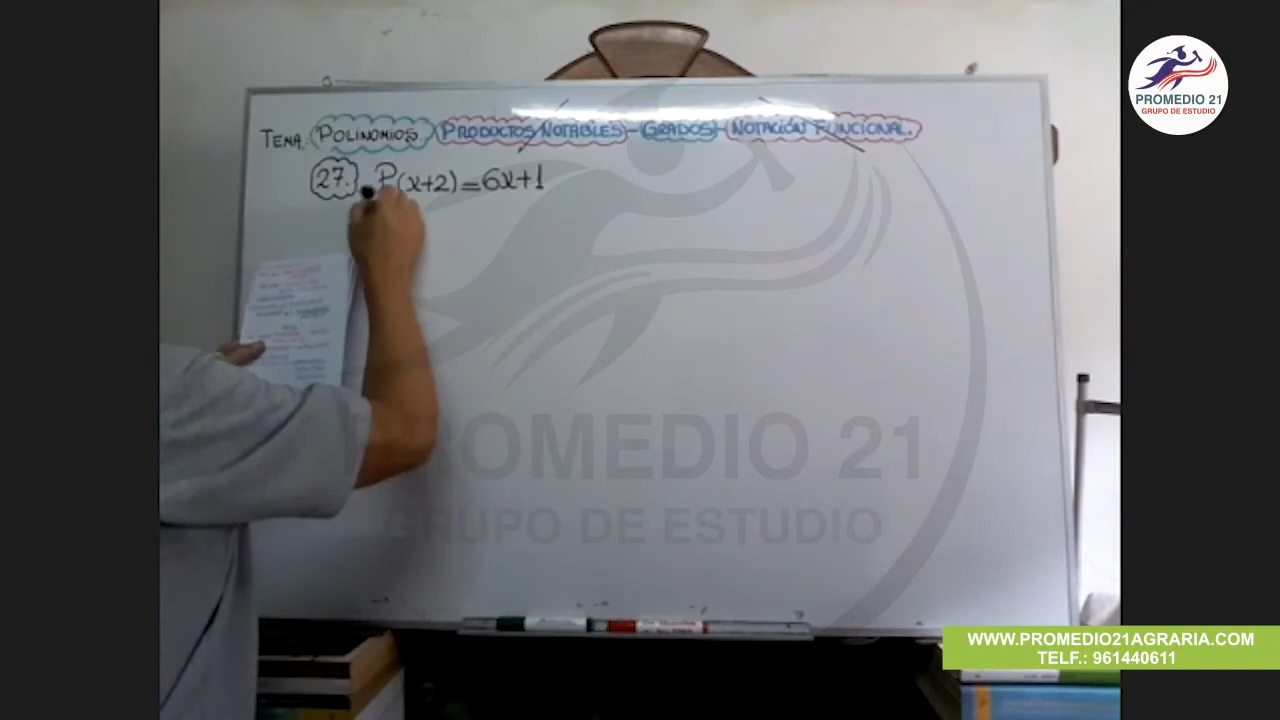 PROMEDIO 21
GRUPO DE ESTUDIO
TEMA: POLINOMIOS, PRODUCTOS NOTABLES - GRADOS - NOTACIÓN FUNCIONAL.
27. P(x+2)=6x+1
PROMEDIO 21
GRUPO DE ESTUDIO
WWW.PROMEDIO21AGRARIA.COM
TELF.: 961440611